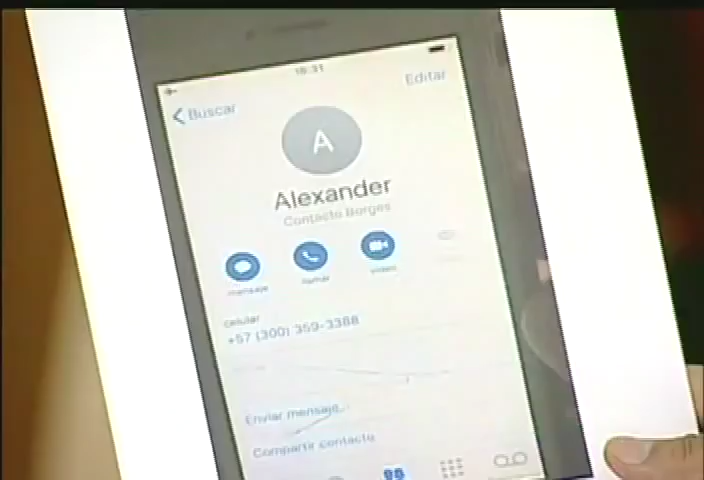 18:31
Buscar
Editar
A
Alexander
Contacto Borges
mensaje
llamar
video
celular
+57 (300) 359-3388
Enviar mensaje
Compartir contacto